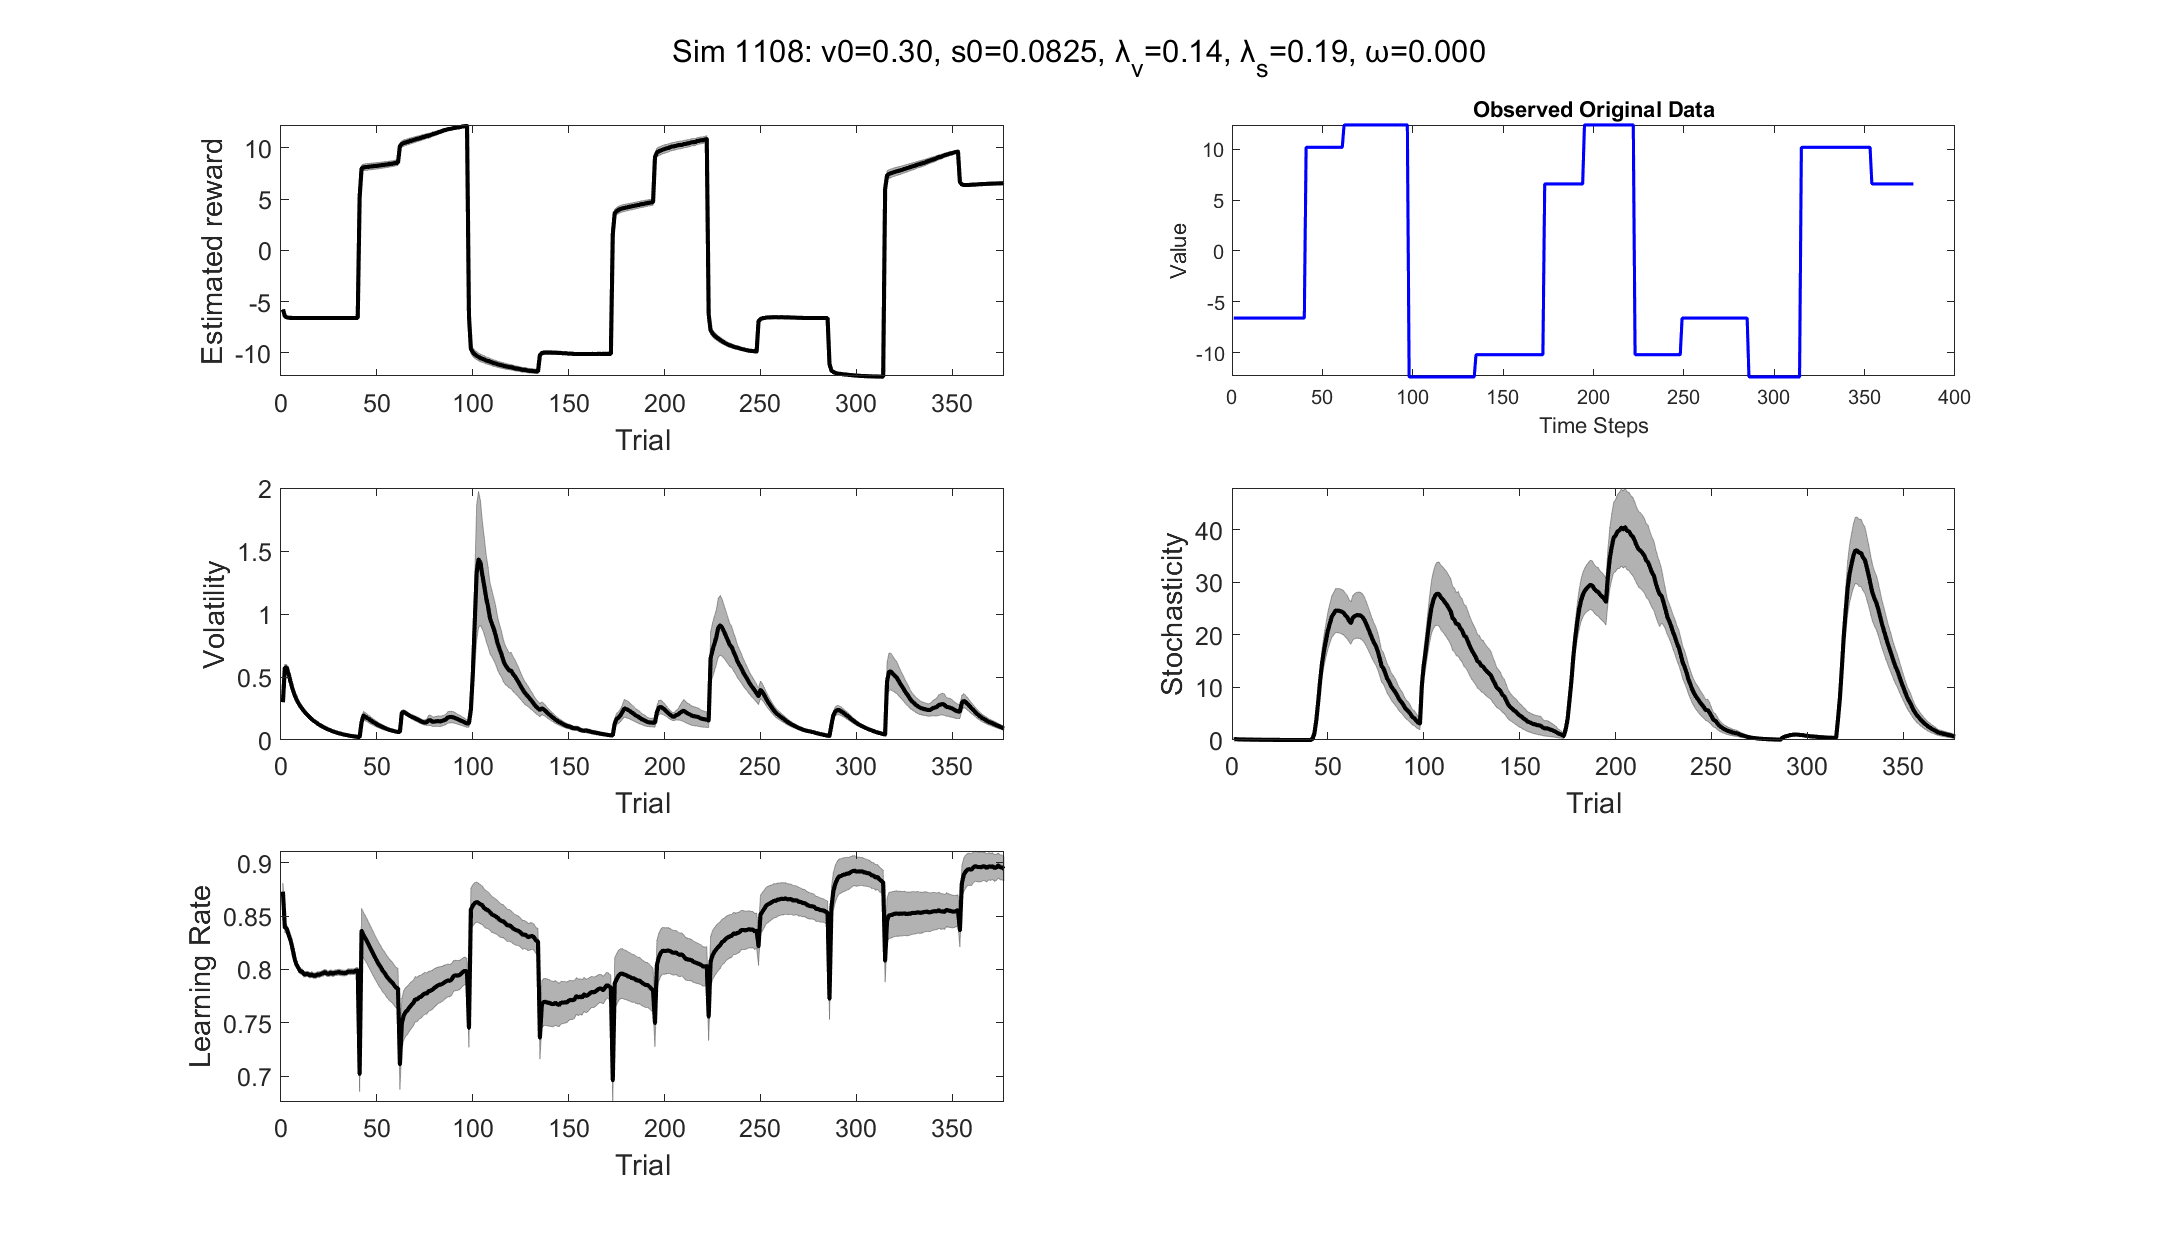 Sim 1108: v0=0.30, s0=0.0825, λ_v=0.14, λ_s=0.19, ω=0.000
Estimated reward
10
5
0
-5
-10
0 50 100 150 200 250 300 350
Trial
Observed Original Data
Value
10
5
0
-5
-10
0 50 100 150 200 250 300 350 400
Time Steps
Volatility
2
1.5
1
0.5
0
0 50 100 150 200 250 300 350
Trial
Stochasticity
40
30
20
10
0
0 50 100 150 200 250 300 350
Trial
Learning Rate
0.9
0.85
0.8
0.75
0.7
0 50 100 150 200 250 300 350
Trial